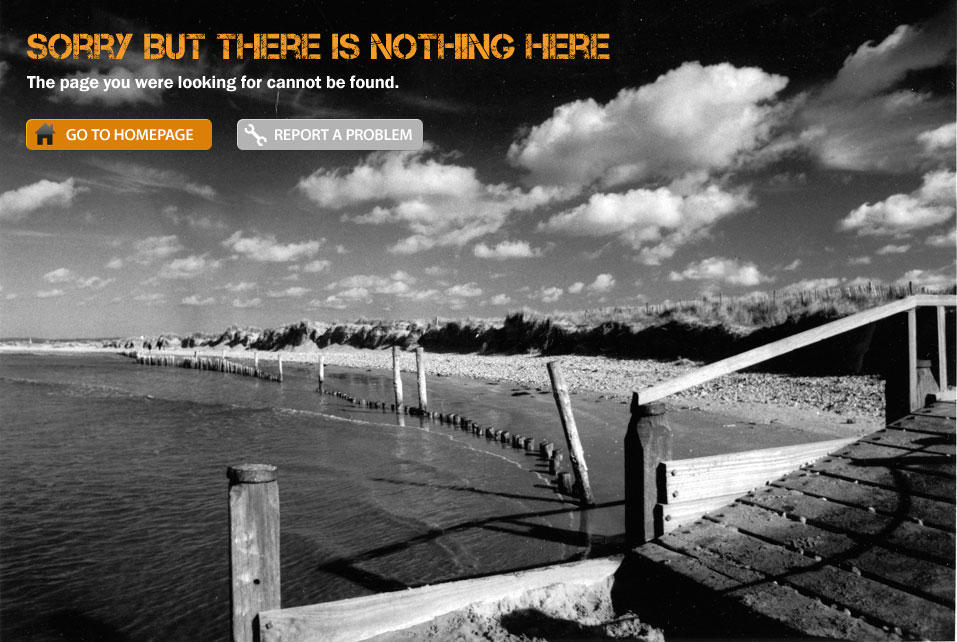 SORRY BUT THERE IS NOTHING HERE
The page you were looking for cannot be found.
GO TO HOMEPAGE
REPORT A PROBLEM